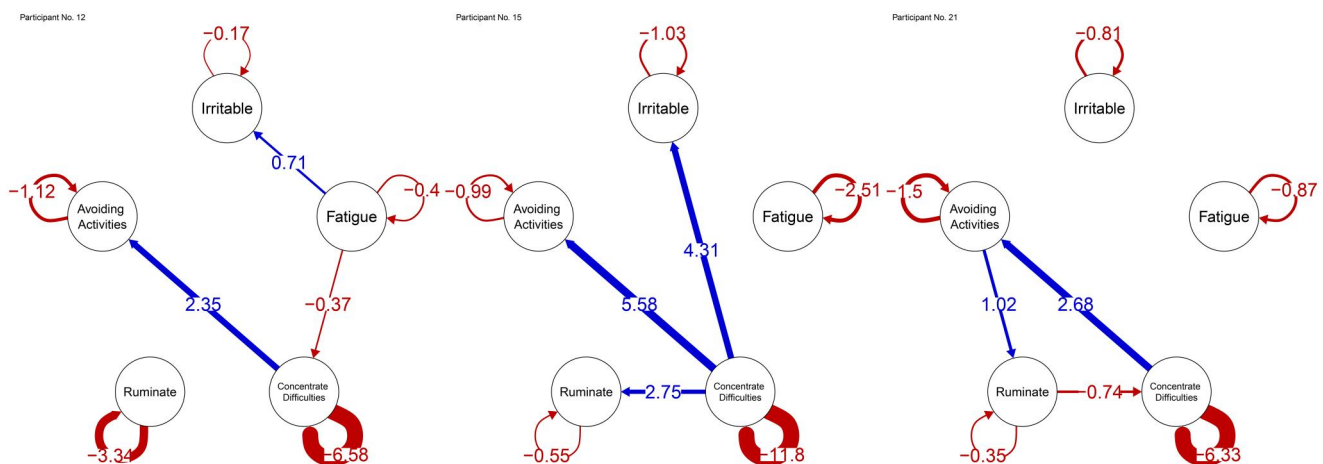 Participant No. 12
−0.17
Irritable
0.71
−1.12
Avoiding
Activities
Fatigue
−0.4
2.35
−0.37
Ruminate
−3.34
Concentrate
Difficulties
−6.58
Participant No. 15
−1.03
Irritable
−0.99
Avoiding
Activities
Fatigue
−2.51
4.31
5.58
Ruminate
2.75
−0.55
Concentrate
Difficulties
−11.8
Participant No. 21
−0.81
Irritable
−1.5
Avoiding
Activities
Fatigue
−0.87
1.02
2.68
Ruminate
−0.74
−0.35
Concentrate
Difficulties
−6.33